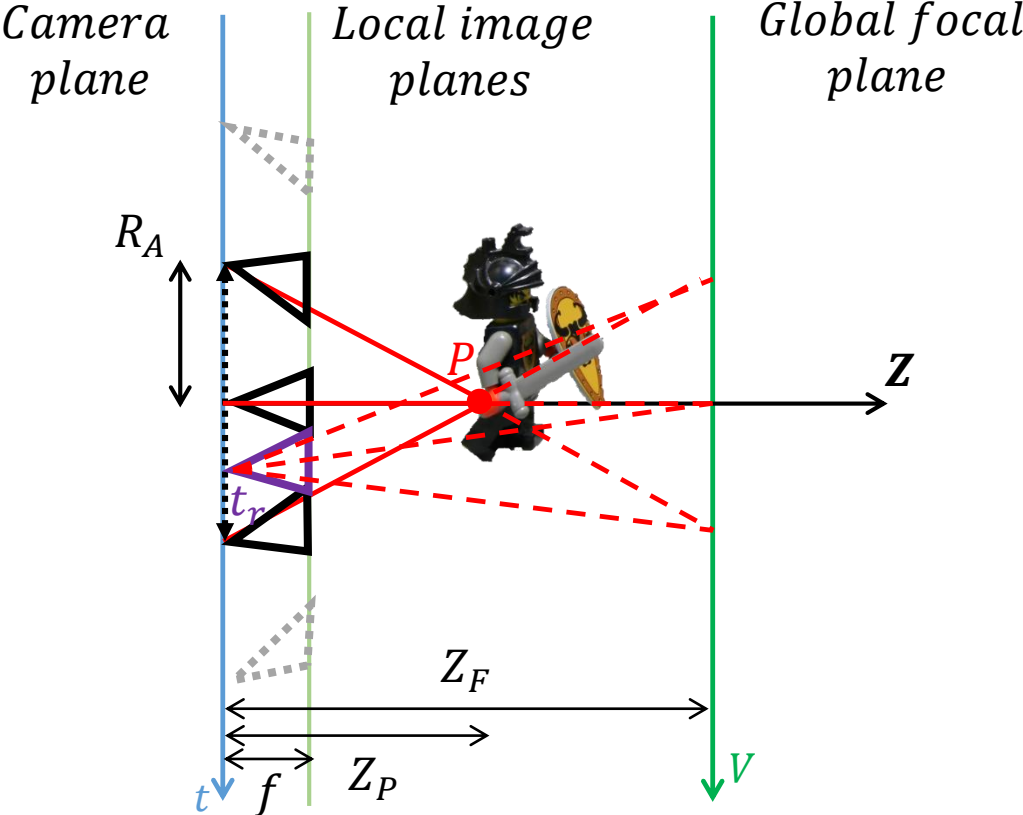 Camera
plane
Local image
planes
Global focal
plane
R_A
P
Z
t_r
Z_F
Z_P
f
t
V